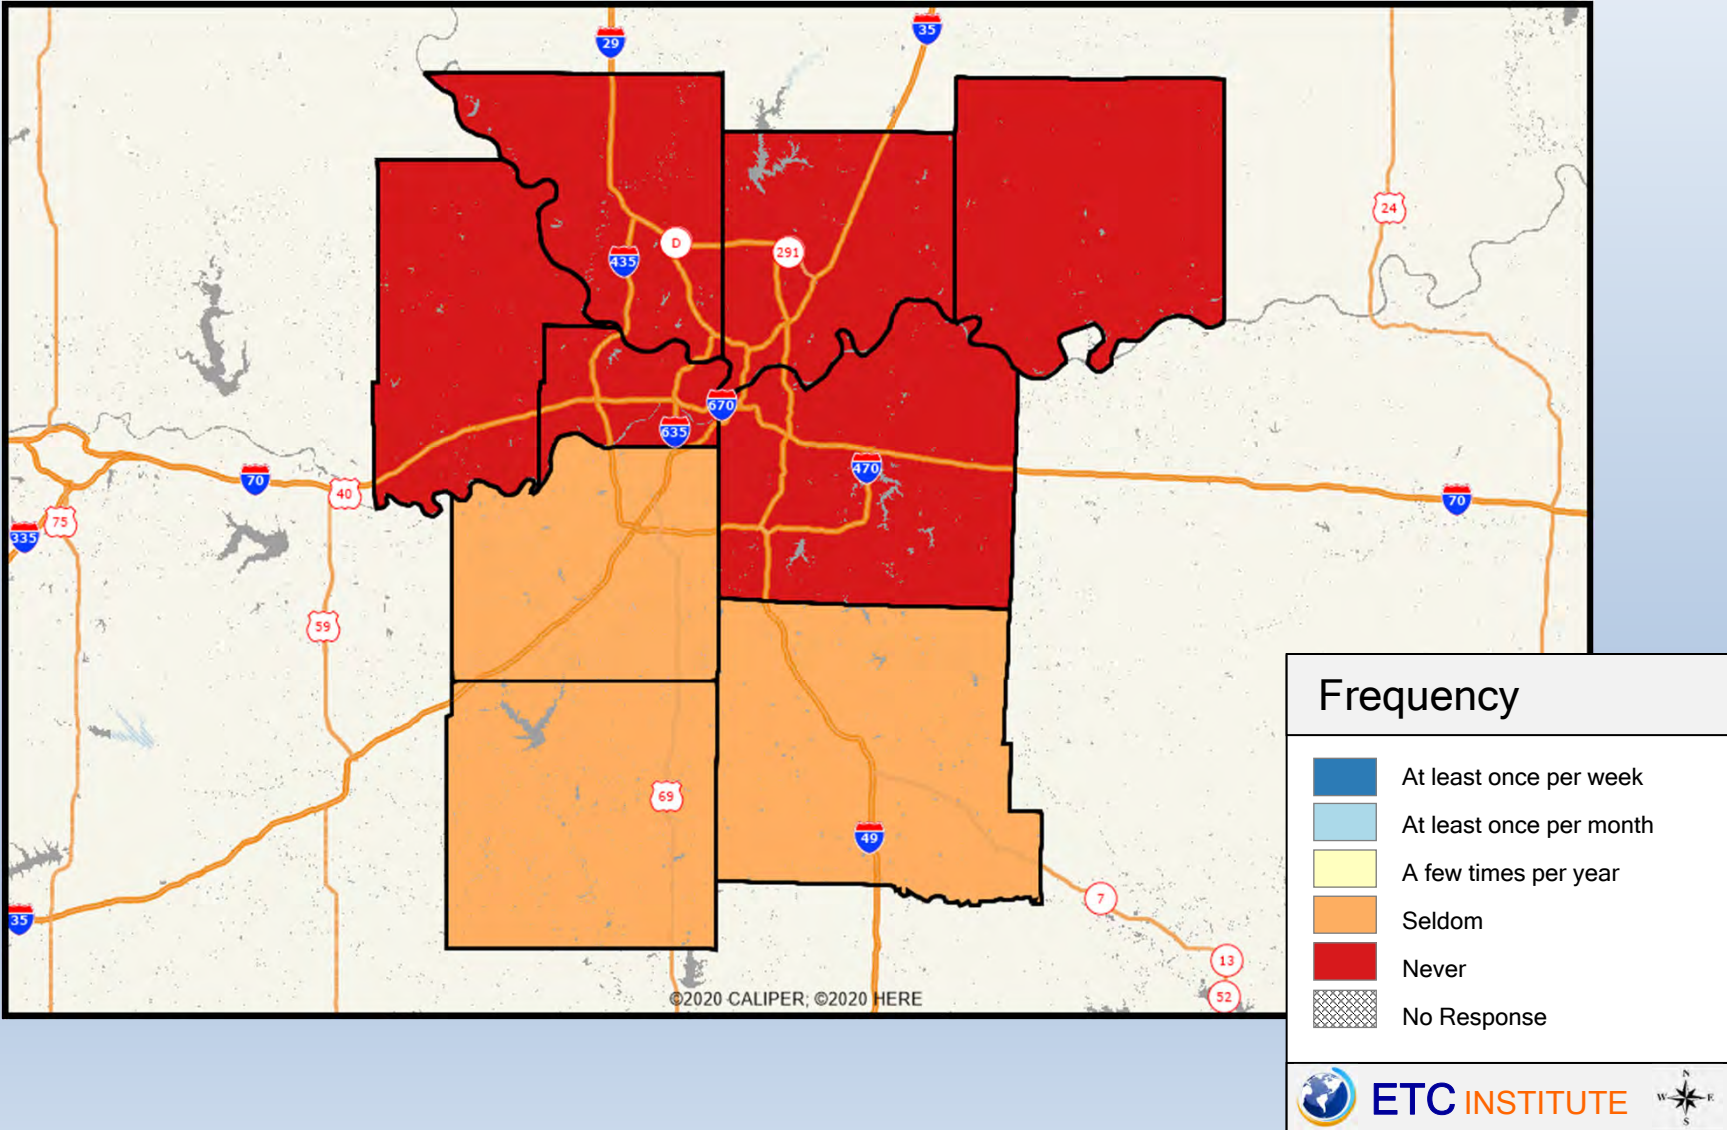 29
35
24
D
291
435
670
635
470
70
40
70
75
335
59
69
49
7
35
13
52
©2020 CALIPER; ©2020 HERE
Frequency
At least once per week
At least once per month
A few times per year
Seldom
Never
No Response
ETC INSTITUTE
N
W E
S